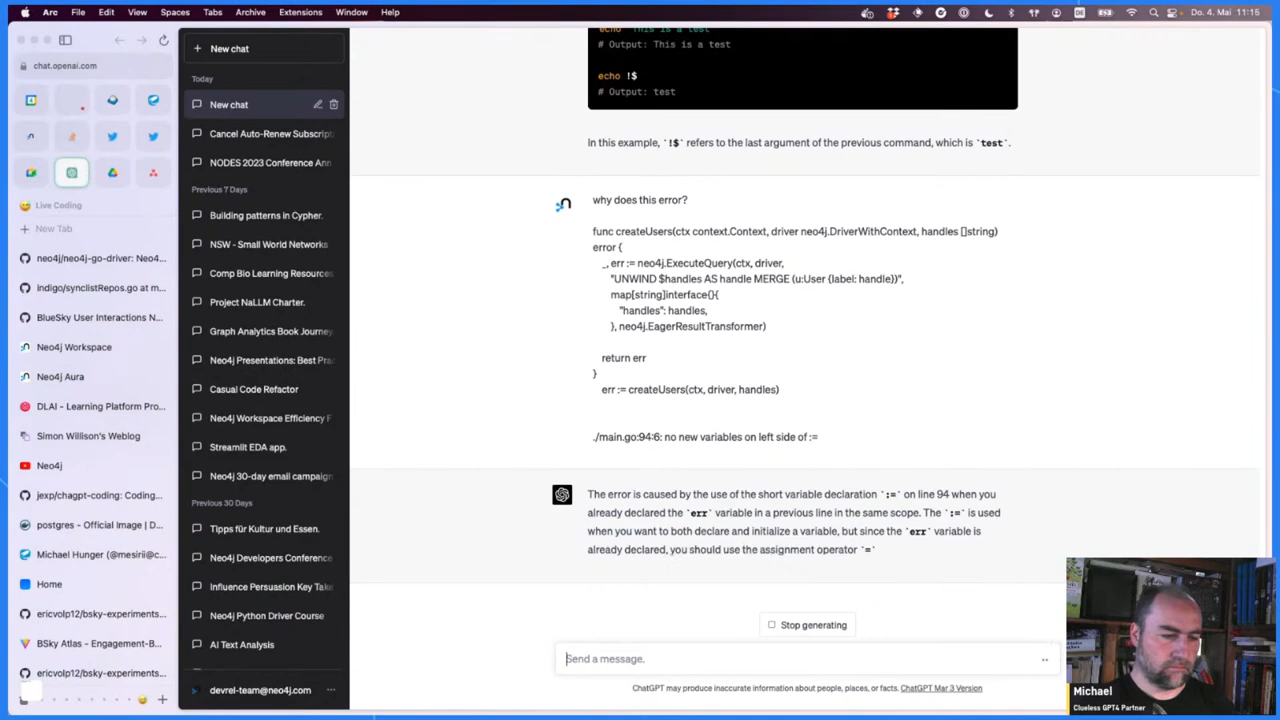 File Edit View Spaces Tabs Archive Extensions Window Help
DE
Do. 4. Mai 11:15
chat.openai.com
Live Coding
New Tab
neo4j/neo4j-go-driver: Neo4...
indigo/synclistRepos.go at m...
BlueSky User Interactions N...
Neo4j Workspace
Neo4j Aura
DLAI - Learning Platform Pro...
Simon Willison's Weblog
Neo4j
jexp/chagpt-coding: Coding...
postgres - Official Image | D...
Michael Hunger (@mesirii@c...
Home
ericvolp12/bsky-experiments...
BSky Atlas - Engagement-B...
ericvolp12/bsky-experiments...
New chat
Today
New chat
Cancel Auto-Renew Subscript
NODES 2023 Conference Ann
Previous 7 Days
Building patterns in Cypher.
NSW - Small World Networks
Comp Bio Learning Resources
Project NaLLM Charter.
Graph Analytics Book Journey.
Neo4j Presentations: Best Pra
Casual Code Refactor
Neo4j Workspace Efficiency F
Streamlit EDA app.
Neo4j 30-day email campaign
Previous 30 Days
Tipps für Kultur und Essen.
Neo4j Developers Conference
Influence Persuasion Key Take
Neo4j Python Driver Course
AI Text Analysis
devrel-team@neo4j.com
echo "This is a test"
# Output: This is a test
echo !$
# Output: test
In this example, `!$` refers to the last argument of the previous command, which is `test`.
why does this error?
func createUsers(ctx context.Context, driver neo4j.DriverWithContext, handles []string)
error {
_, err := neo4j.ExecuteQuery(ctx, driver,
"UNWIND $handles AS handle MERGE (u:User {label: handle})",
map[string]interface{}{
"handles": handles,
}, neo4j.EagerResultTransformer)
return err
}
err := createUsers(ctx, driver, handles)
./main.go:94:6: no new variables on left side of :=
The error is caused by the use of the short variable declaration `:=` on line 94 when you
already declared the `err` variable in a previous line in the same scope. The `:=` is used
when you want to both declare and initialize a variable, but since the `err` variable is
already declared, you should use the assignment operator `=`
Stop generating
Send a message.
ChatGPT may produce inaccurate information about people, places, or facts. ChatGPT Mar 3 Version
Michael
Clueless GPT4 Partner